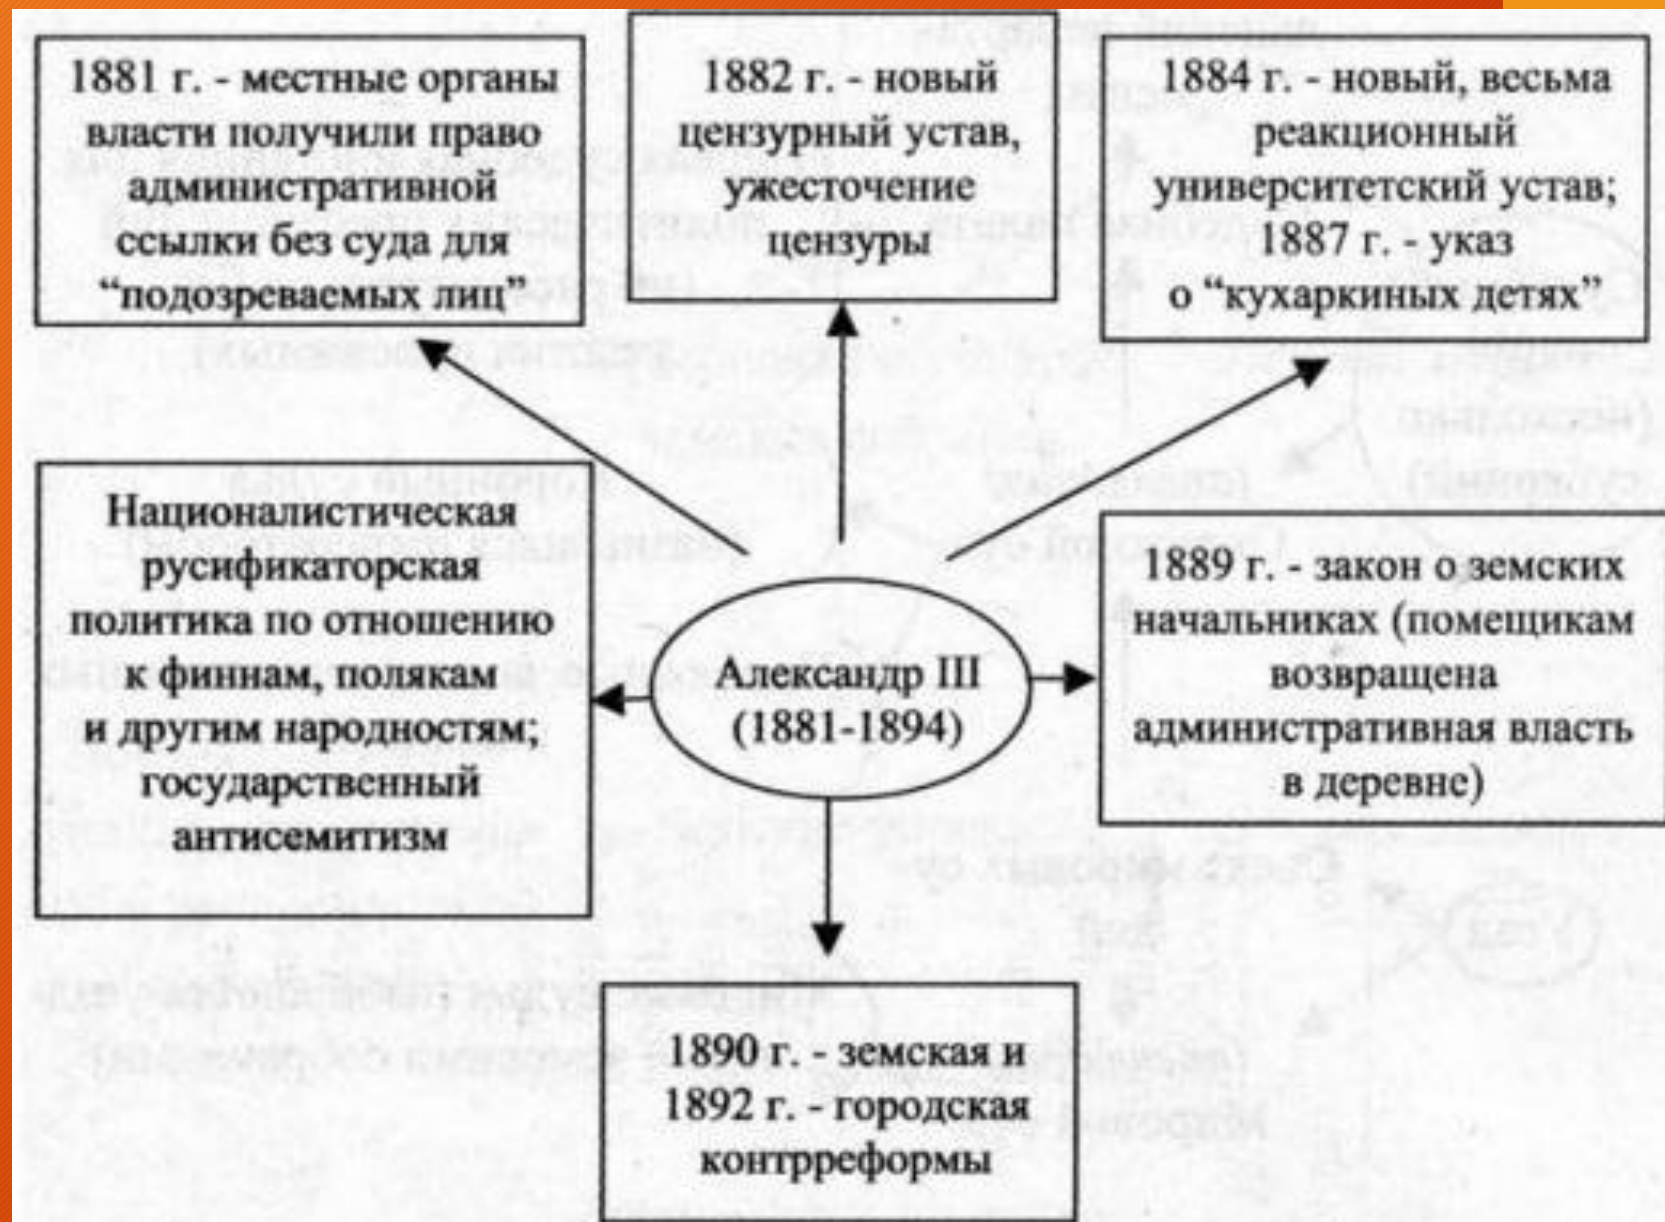 1881 г. - местные органы
власти получили право
административной
ссылки без суда для
“подозреваемых лиц”
1882 г. - новый
цензурный устав,
ужесточение
цензуры
1884 г. - новый, весьма
реакционный
университетский устав;
1887 г. - указ
о “кухаркиных детях”
Националистическая
русификаторская
политика по отношению
к финнам, полякам
и другим народностям;
государственный
антисемитизм
Александр III
(1881-1894)
1889 г. - закон о земских
начальниках (помещикам
возвращена
административная власть
в деревне)
1890 г. - земская и
1892 г. - городская
контрреформы